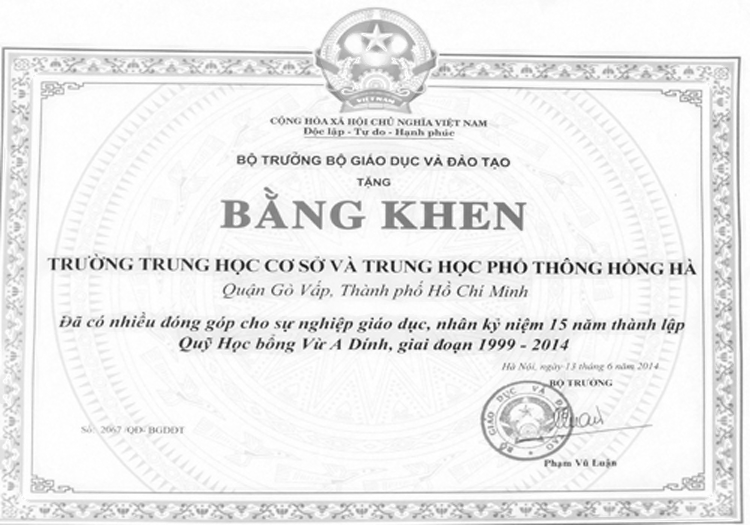 VIỆT NAM
CỘNG HÒA XÃ HỘI CHỦ NGHĨA VIỆT NAM
Độc lập - Tự do - Hạnh phúc
BỘ TRƯỞNG BỘ GIÁO DỤC VÀ ĐÀO TẠO
TẶNG
BẰNG KHEN
TRƯỜNG TRUNG HỌC CƠ SỞ VÀ TRUNG HỌC PHỔ THÔNG HỒNG HÀ
Quận Gò Vấp, Thành phố Hồ Chí Minh
Đã có nhiều đóng góp cho sự nghiệp giáo dục, nhân kỷ niệm 15 năm thành lập
Quỹ Học bổng Vừ A Dính, giai đoạn 1999 - 2014
Hà Nội, ngày 13 tháng 6 năm 2014
BỘ TRƯỞNG
BỘ GIÁO DỤC VÀ ĐÀO TẠO
Số: 2067 /QĐ- BGDĐT
Phạm Vũ Luận